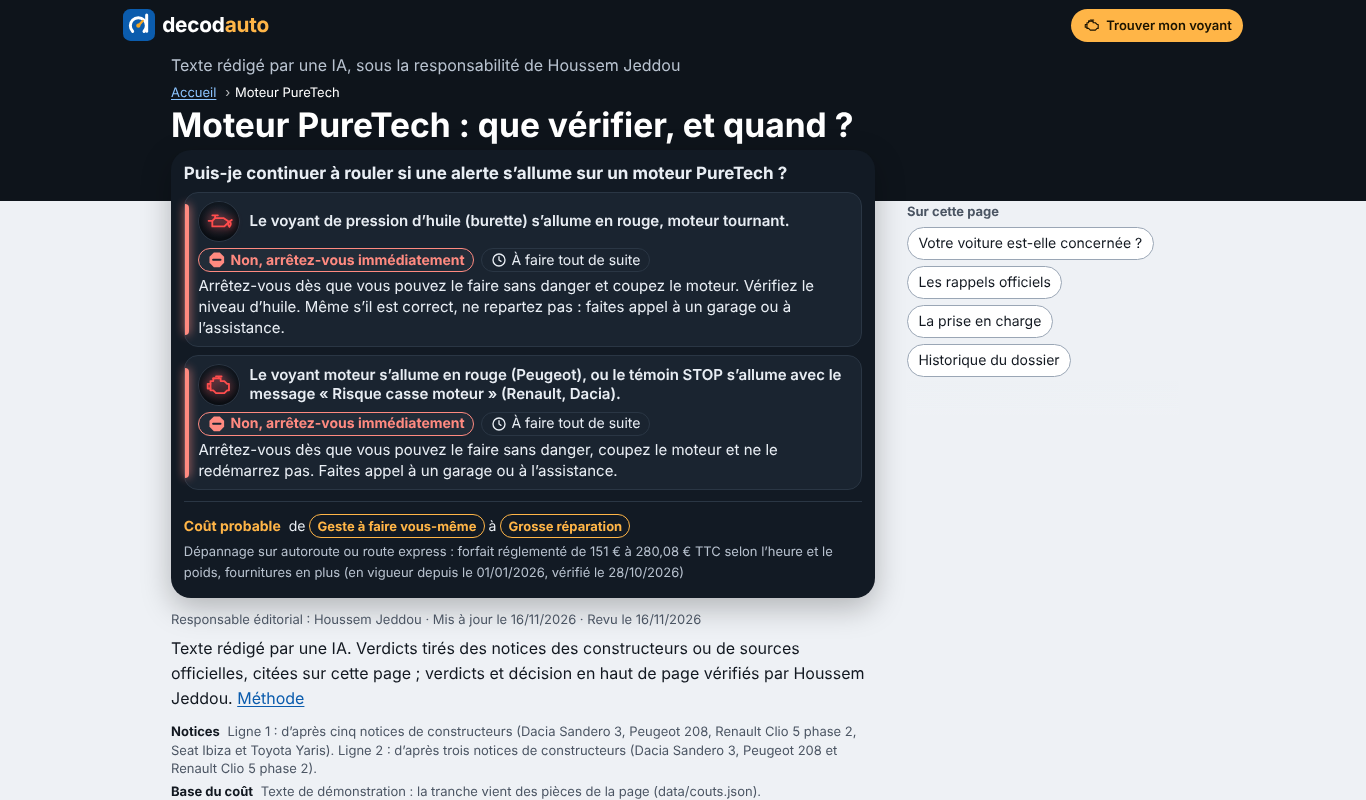 decodauto
Trouver mon voyant
Texte rédigé par une IA, sous la responsabilité de Houssem Jeddou
Accueil › Moteur PureTech
Moteur PureTech : que vérifier, et quand ?
Puis-je continuer à rouler si une alerte s’allume sur un moteur PureTech ?
Le voyant de pression d’huile (burette) s’allume en rouge, moteur tournant.
Non, arrêtez-vous immédiatement
À faire tout de suite
Arrêtez-vous dès que vous pouvez le faire sans danger et coupez le moteur. Vérifiez le
niveau d’huile. Même s’il est correct, ne repartez pas : faites appel à un garage ou à
l’assistance.
Le voyant moteur s’allume en rouge (Peugeot), ou le témoin STOP s’allume avec le
message « Risque casse moteur » (Renault, Dacia).
Non, arrêtez-vous immédiatement
À faire tout de suite
Arrêtez-vous dès que vous pouvez le faire sans danger, coupez le moteur et ne le
redémarrez pas. Faites appel à un garage ou à l’assistance.
Coût probable de Geste à faire vous-même à Grosse réparation
Dépannage sur autoroute ou route express : forfait réglementé de 151 € à 280,08 € TTC selon l’heure et le
poids, fournitures en plus (en vigueur depuis le 01/01/2026, vérifié le 28/10/2026)
Sur cette page
Votre voiture est-elle concernée ?
Les rappels officiels
La prise en charge
Historique du dossier
Responsable éditorial : Houssem Jeddou · Mis à jour le 16/11/2026 · Revu le 16/11/2026
Texte rédigé par une IA. Verdicts tirés des notices des constructeurs ou de sources
officielles, citées sur cette page ; verdicts et décision en haut de page vérifiés par Houssem
Jeddou. Méthode
Notices Ligne 1 : d’après cinq notices de constructeurs (Dacia Sandero 3, Peugeot 208, Renault Clio 5 phase 2,
Seat Ibiza et Toyota Yaris). Ligne 2 : d’après trois notices de constructeurs (Dacia Sandero 3, Peugeot 208 et
Renault Clio 5 phase 2).
Base du coût Texte de démonstration : la tranche vient des pièces de la page (data/couts.json).